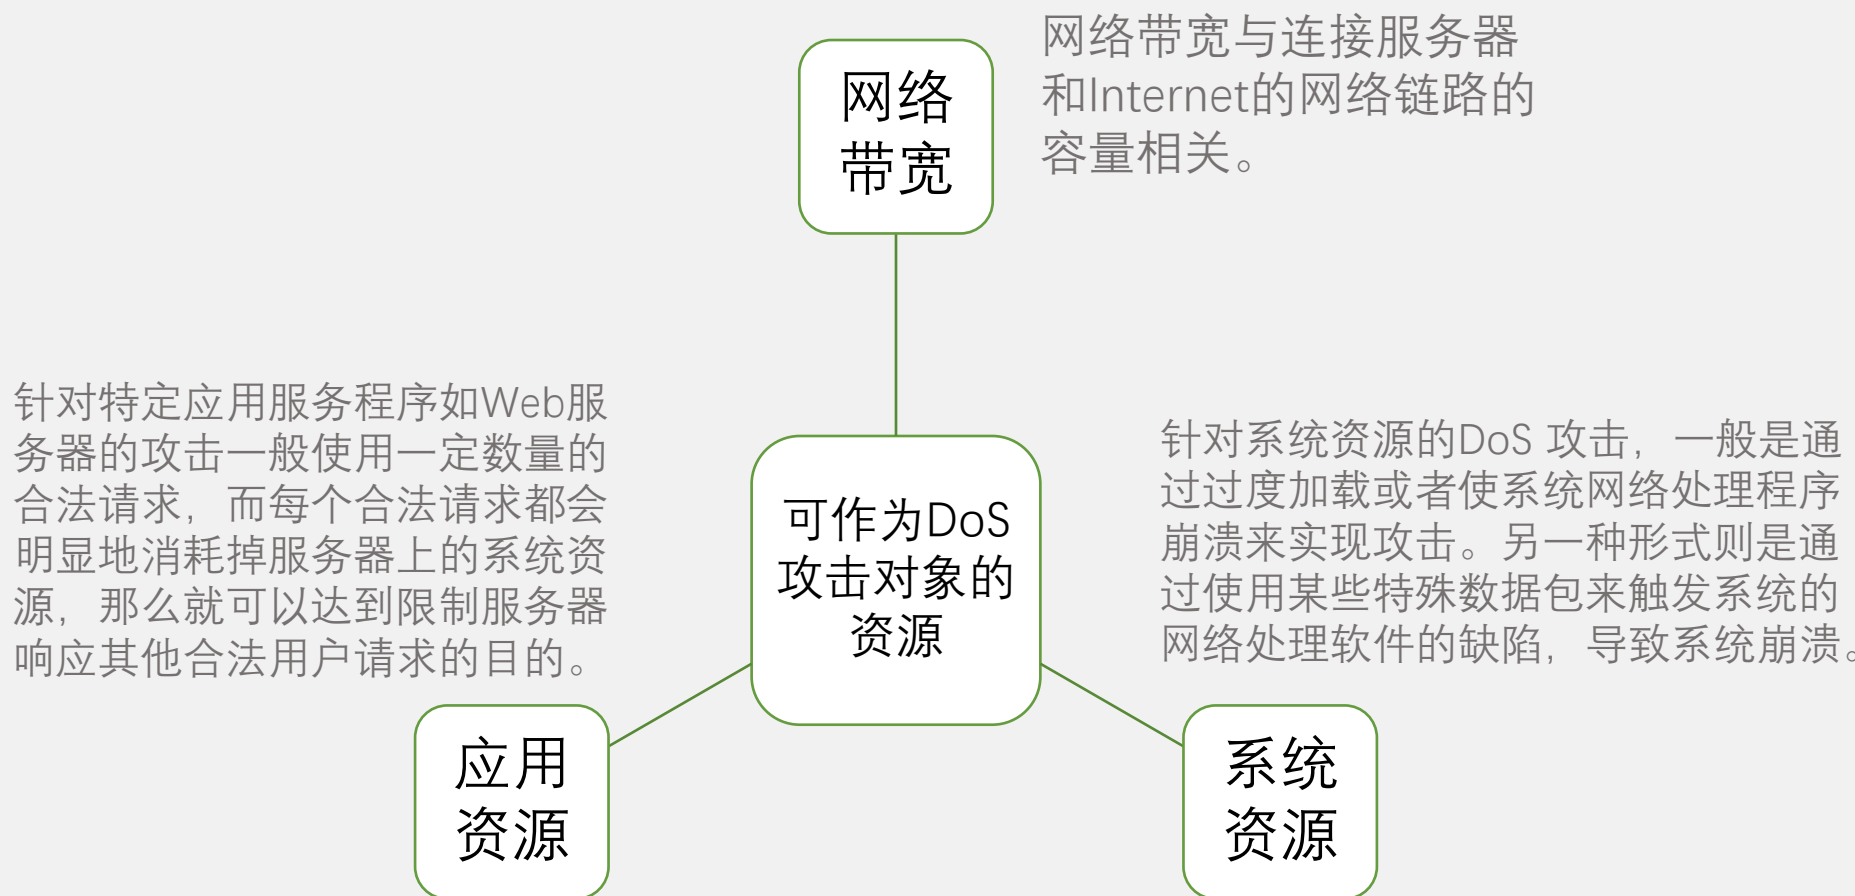 网络
带宽
网络带宽与连接服务器
和Internet的网络链路的
容量相关。
针对特定应用服务程序如Web服
务器的攻击一般使用一定数量的
合法请求，而每个合法请求都会
明显地消耗掉服务器上的系统资
源，那么就可以达到限制服务器
响应其他合法用户请求的目的。
可作为DoS
攻击对象的
资源
针对系统资源的DoS 攻击，一般是通
过过度加载或者使系统网络处理程序
崩溃来实现攻击。另一种形式则是通
过使用某些特殊数据包来触发系统的
网络处理软件的缺陷，导致系统崩溃。
应用
资源
系统
资源